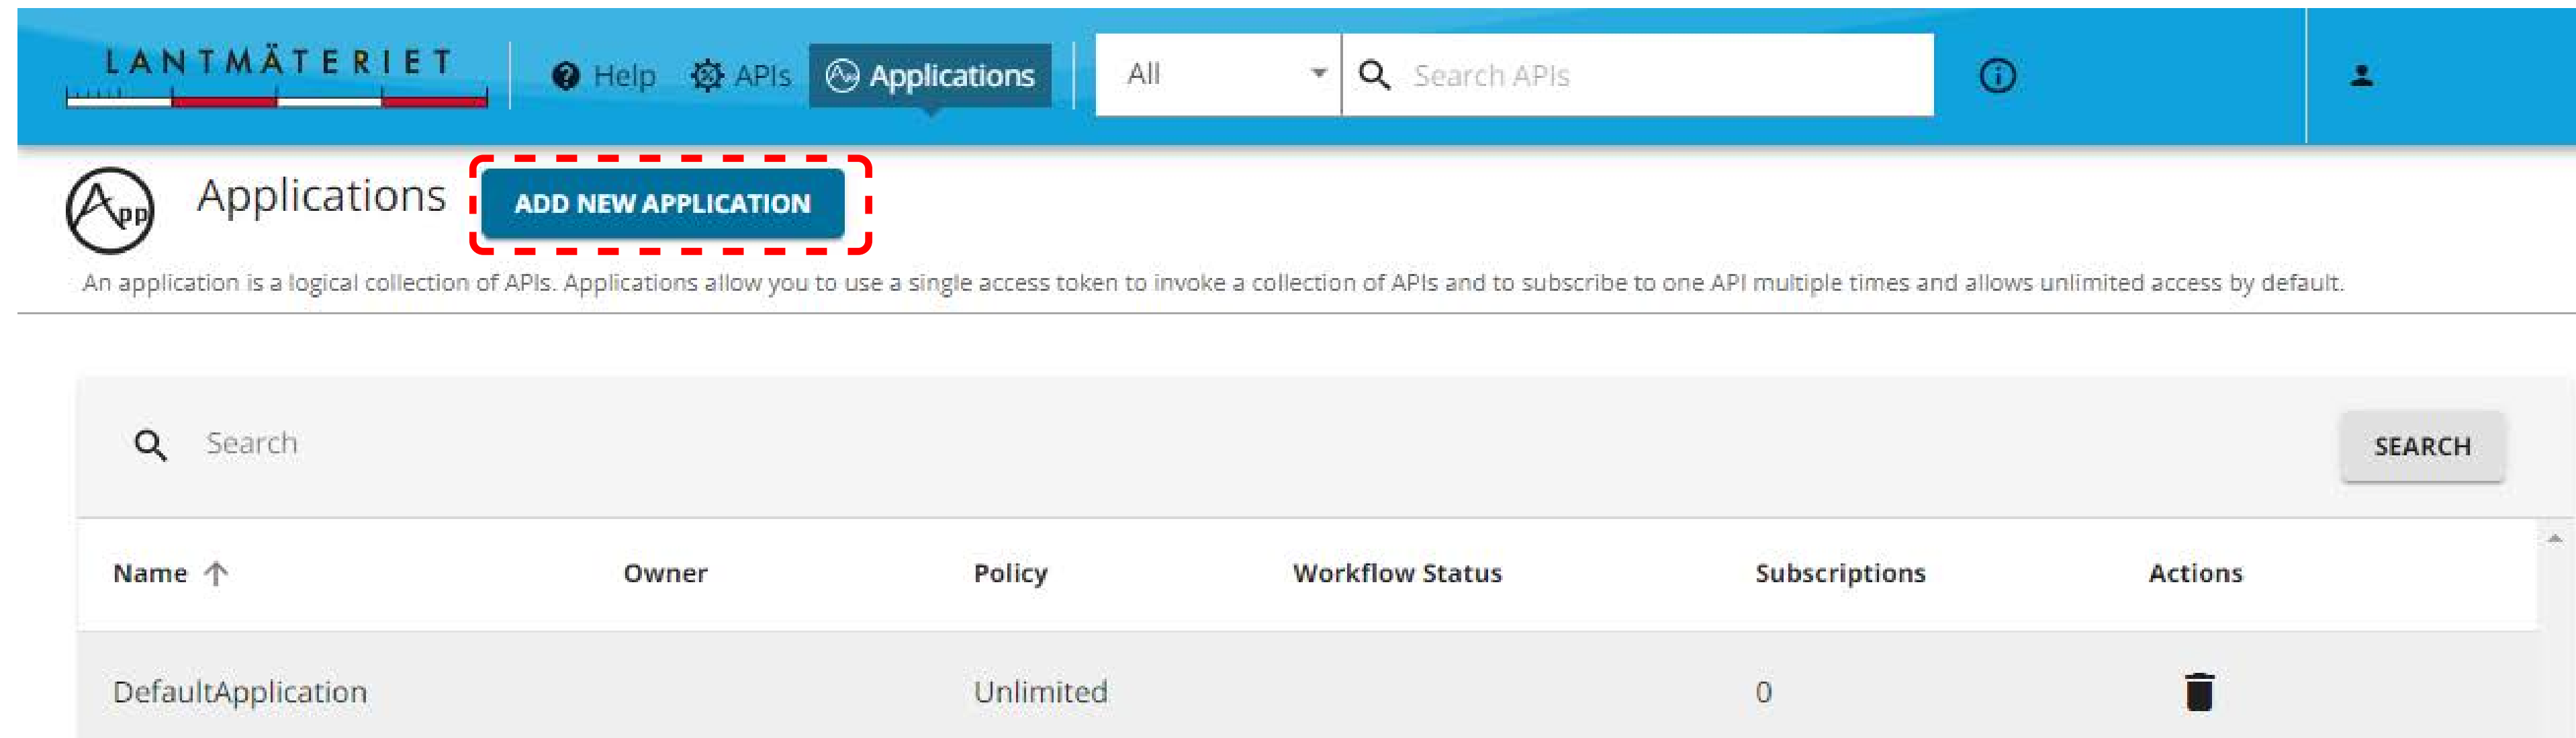 LANTMÄTERIET
Help APIs Applications All Search APIs
App Applications ADD NEW APPLICATION
An application is a logical collection of APIs. Applications allow you to use a single access token to invoke a collection of APIs and to subscribe to one API multiple times and allows unlimited access by default.
Search SEARCH
Name Owner Policy Workflow Status Subscriptions Actions
DefaultApplication Unlimited 0